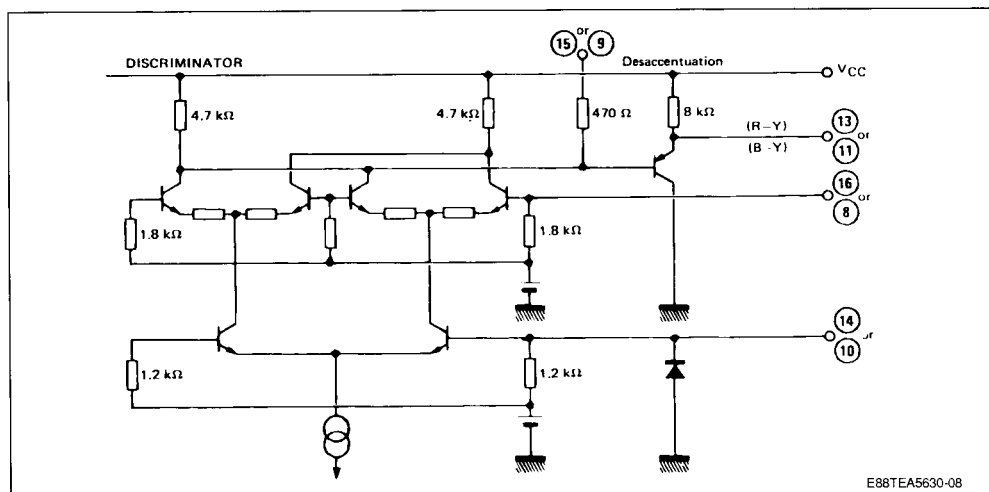 15 or 9
DISCRIMINATOR
Desaccentuation
VCC
4.7 kΩ
4.7 kΩ
470 Ω
8 kΩ
(R-Y)
(B-Y)
13 or 11
16 or 8
1.8 kΩ
1.8 kΩ
14 or 10
1.2 kΩ
1.2 kΩ
E88TEA5630-08